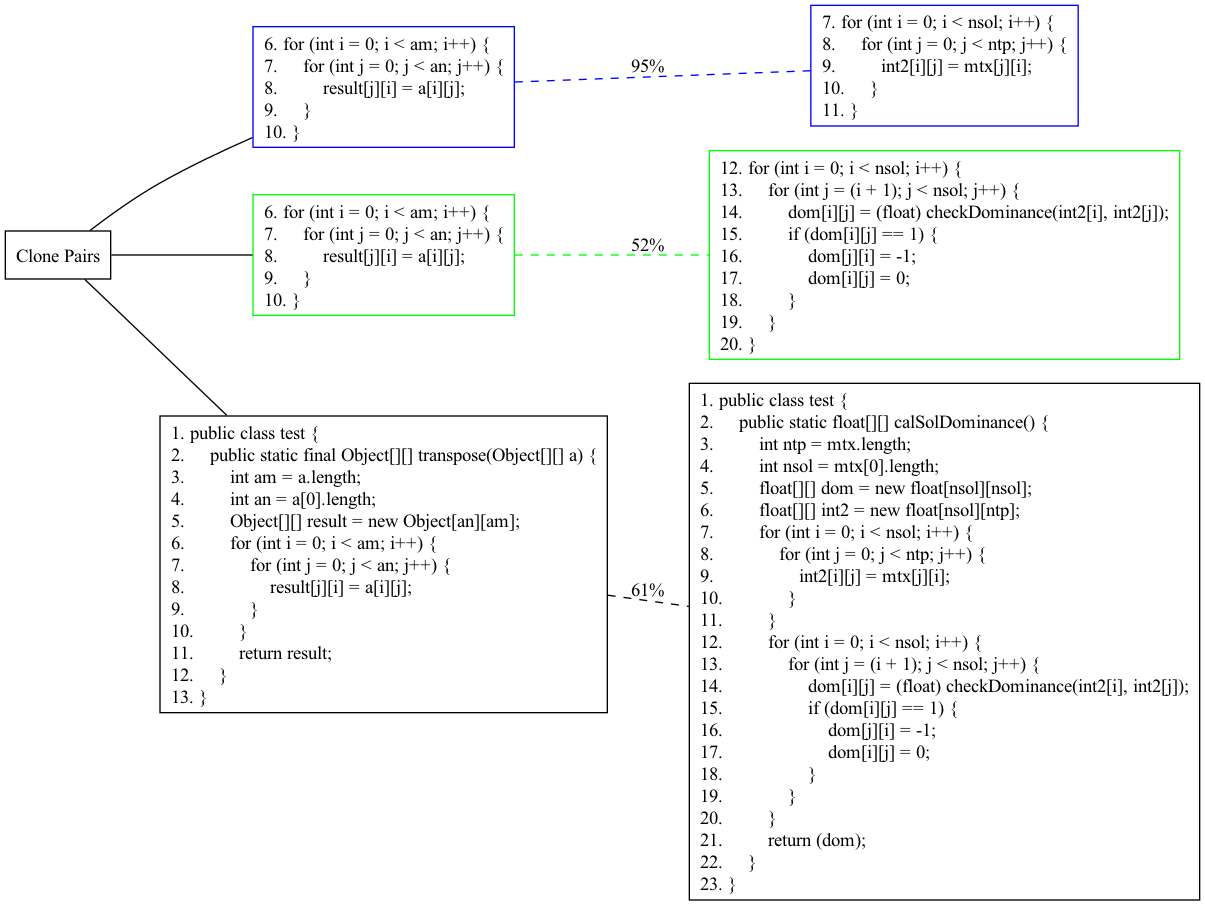 Clone Pairs
6. for (int i = 0; i < am; i++) {
7. for (int j = 0; j < an; j++) {
8. result[j][i] = a[i][j];
9. }
10. }
95%
7. for (int i = 0; i < nsol; i++) {
8. for (int j = 0; j < ntp; j++) {
9. int2[i][j] = mtx[j][i];
10. }
11. }
6. for (int i = 0; i < am; i++) {
7. for (int j = 0; j < an; j++) {
8. result[j][i] = a[i][j];
9. }
10. }
52%
12. for (int i = 0; i < nsol; i++) {
13. for (int j = (i + 1); j < nsol; j++) {
14. dom[i][j] = (float) checkDominance(int2[i], int2[j]);
15. if (dom[i][j] == 1) {
16. dom[j][i] = -1;
17. dom[i][j] = 0;
18. }
19. }
20. }
1. public class test {
2. public static final Object[][] transpose(Object[][] a) {
3. int am = a.length;
4. int an = a[0].length;
5. Object[][] result = new Object[an][am];
6. for (int i = 0; i < am; i++) {
7. for (int j = 0; j < an; j++) {
8. result[j][i] = a[i][j];
9. }
10. }
11. return result;
12. }
13. }
61%
1. public class test {
2. public static float[][] calSolDominance() {
3. int ntp = mtx.length;
4. int nsol = mtx[0].length;
5. float[][] dom = new float[nsol][nsol];
6. float[][] int2 = new float[nsol][ntp];
7. for (int i = 0; i < nsol; i++) {
8. for (int j = 0; j < ntp; j++) {
9. int2[i][j] = mtx[j][i];
10. }
11. }
12. for (int i = 0; i < nsol; i++) {
13. for (int j = (i + 1); j < nsol; j++) {
14. dom[i][j] = (float) checkDominance(int2[i], int2[j]);
15. if (dom[i][j] == 1) {
16. dom[j][i] = -1;
17. dom[i][j] = 0;
18. }
19. }
20. }
21. return (dom);
22. }
23. }